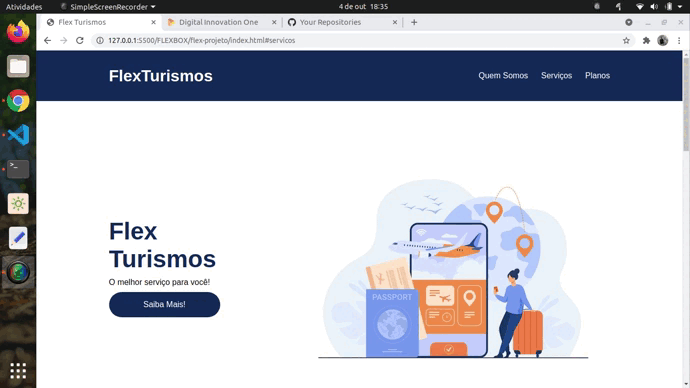 Atividades
SimpleScreenRecorder
4 de out 18:35
Flex Turismos
Digital Innovation One
Your Repositories
127.0.0.1:5500/FLEXBOX/flex-projeto/index.html#servicos
FlexTurismos
Quem Somos
Serviços
Planos
Flex
Turismos
O melhor serviço para você!
Saiba Mais!
PASSPORT